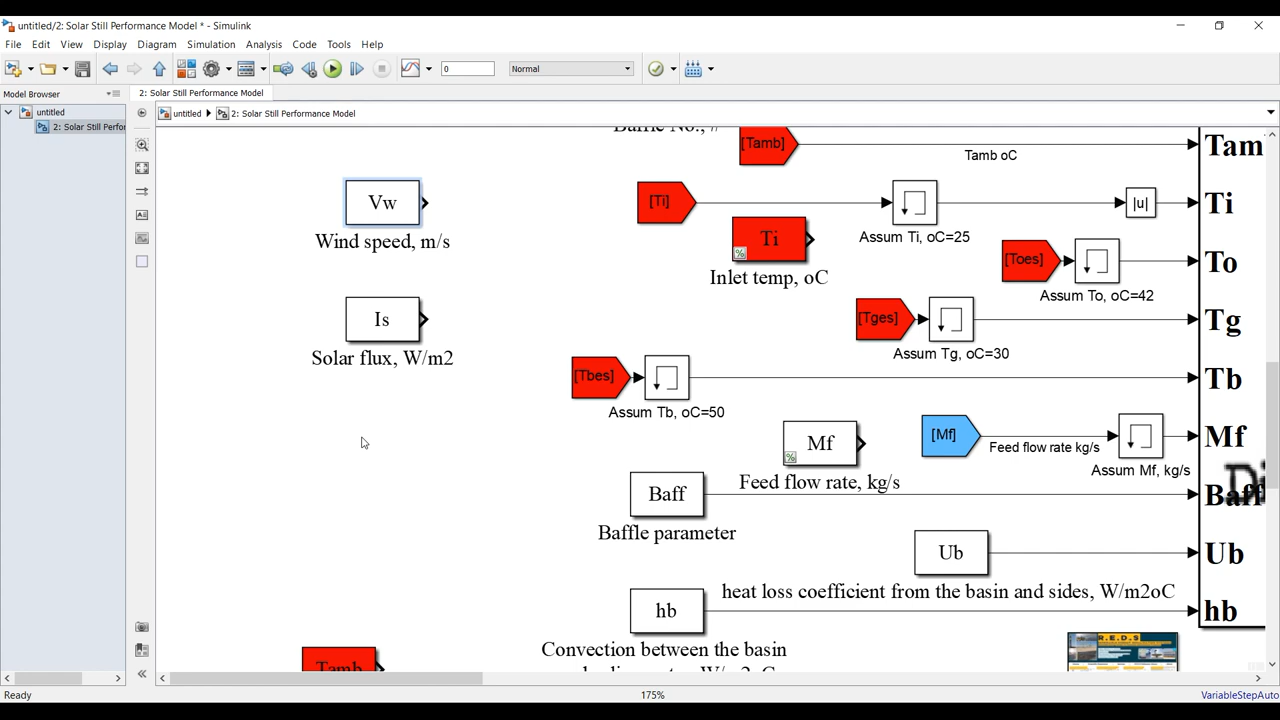 untitled/2: Solar Still Performance Model * - Simulink
File Edit View Display Diagram Simulation Analysis Code Tools Help
0 Normal
Model Browser
2: Solar Still Performance Model
untitled
2: Solar Still Perfor
untitled 2: Solar Still Performance Model
[Tamb]
Tamb oC
Tam
Vw
Wind speed, m/s
[Ti]
Assum Ti, oC=25
|u|
Ti
Ti
Inlet temp, oC
[Toes]
Assum To, oC=42
To
Is
Solar flux, W/m2
[Tges]
Assum Tg, oC=30
Tg
[Tbes]
Assum Tb, oC=50
Tb
Mf
Feed flow rate, kg/s
[Mf]
Feed flow rate kg/s
Assum Mf, kg/s
Mf
Baff
Baffle parameter
Baff
Ub
heat loss coefficient from the basin and sides, W/m2oC
Ub
hb
Convection between the basin
hb
Tamb
R.E.D.S
Ready
175%
VariableStepAuto